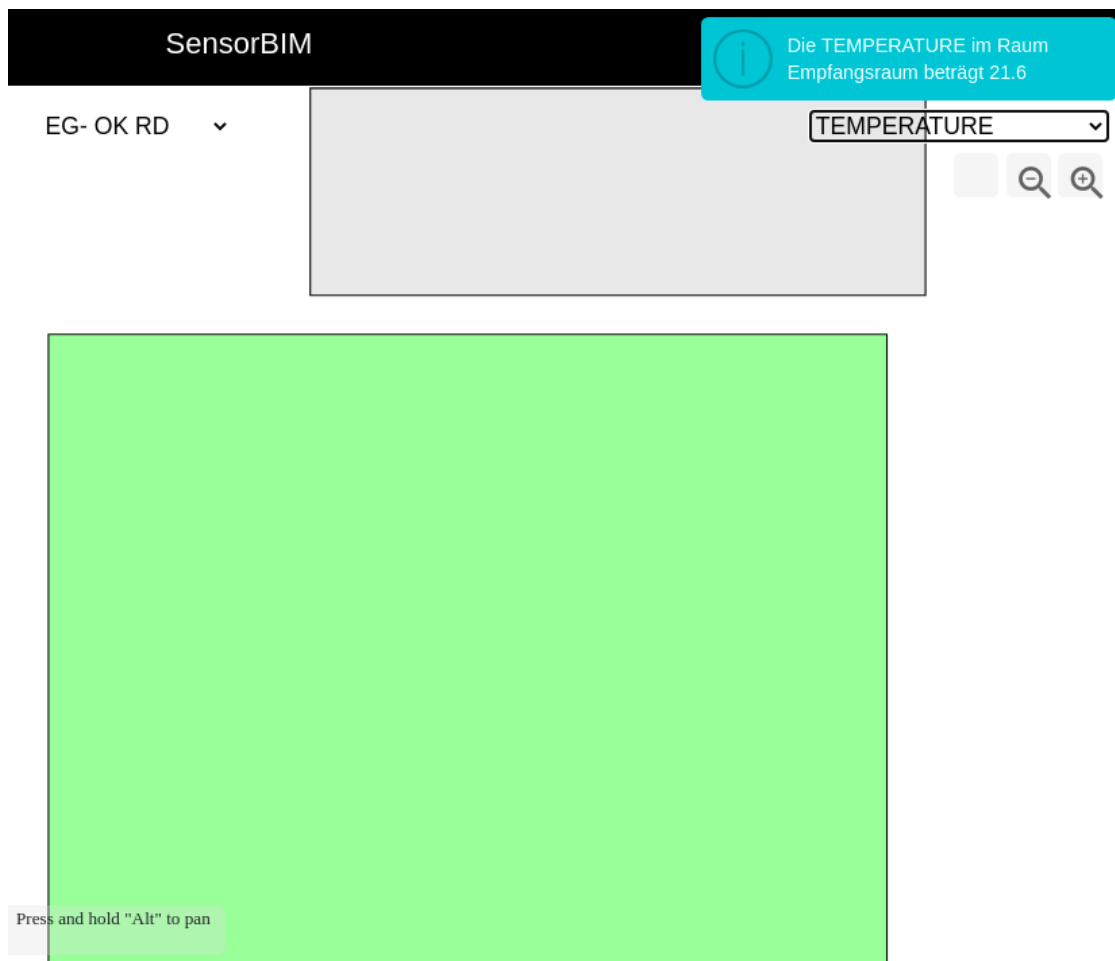 SensorBIM
Die TEMPERATURE im Raum
Empfangsraum beträgt 21.6
EG- OK RD
TEMPERATURE
Press and hold "Alt" to pan